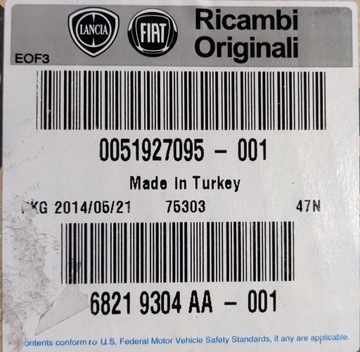 LANCIA
FIAT
Ricambi
Originali
EOF3
0051927095 - 001
Made in Turkey
PKG 2014/05/21 75303 47N
6821 9304 AA - 001
contents conform to U.S. Federal Motor Vehicle Safety Standards, if any are applicable.